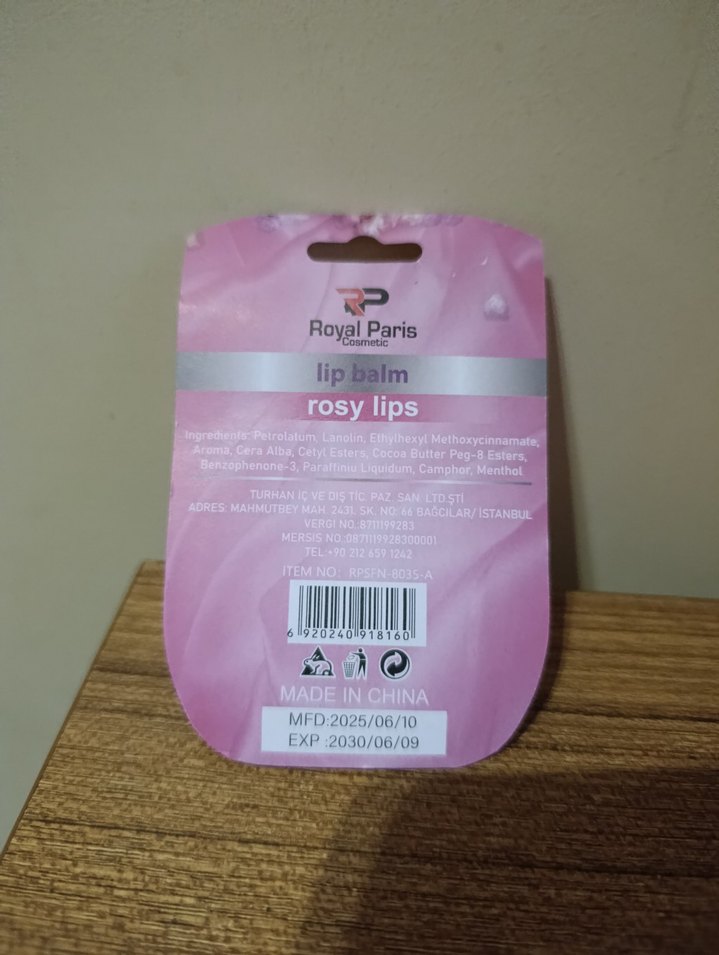 RP
Royal Paris
Cosmetic
lip balm
rosy lips
Ingredients: Petrolatum, Lanolin, Ethylhexyl Methoxycinnamate,
Aroma, Cera Alba, Cetyl Esters, Cocoa Butter Peg-8 Esters,
Benzophenone-3, Paraffiniu Liquidum, Camphor, Menthol
TURHAN İÇ VE DIŞ TİC. PAZ. SAN. LTD.ŞTİ
ADRES: MAHMUTBEY MAH. 2431. SK. NO: 66 BAĞCILAR/ İSTANBUL
VERGİ NO.:8711199283
MERSIS NO.:0871119928300001
TEL :+90 212 659 1242
ITEM NO: RPSFN-8035-A
6 920240 918160
MADE IN CHINA
MFD:2025/06/10
EXP :2030/06/09